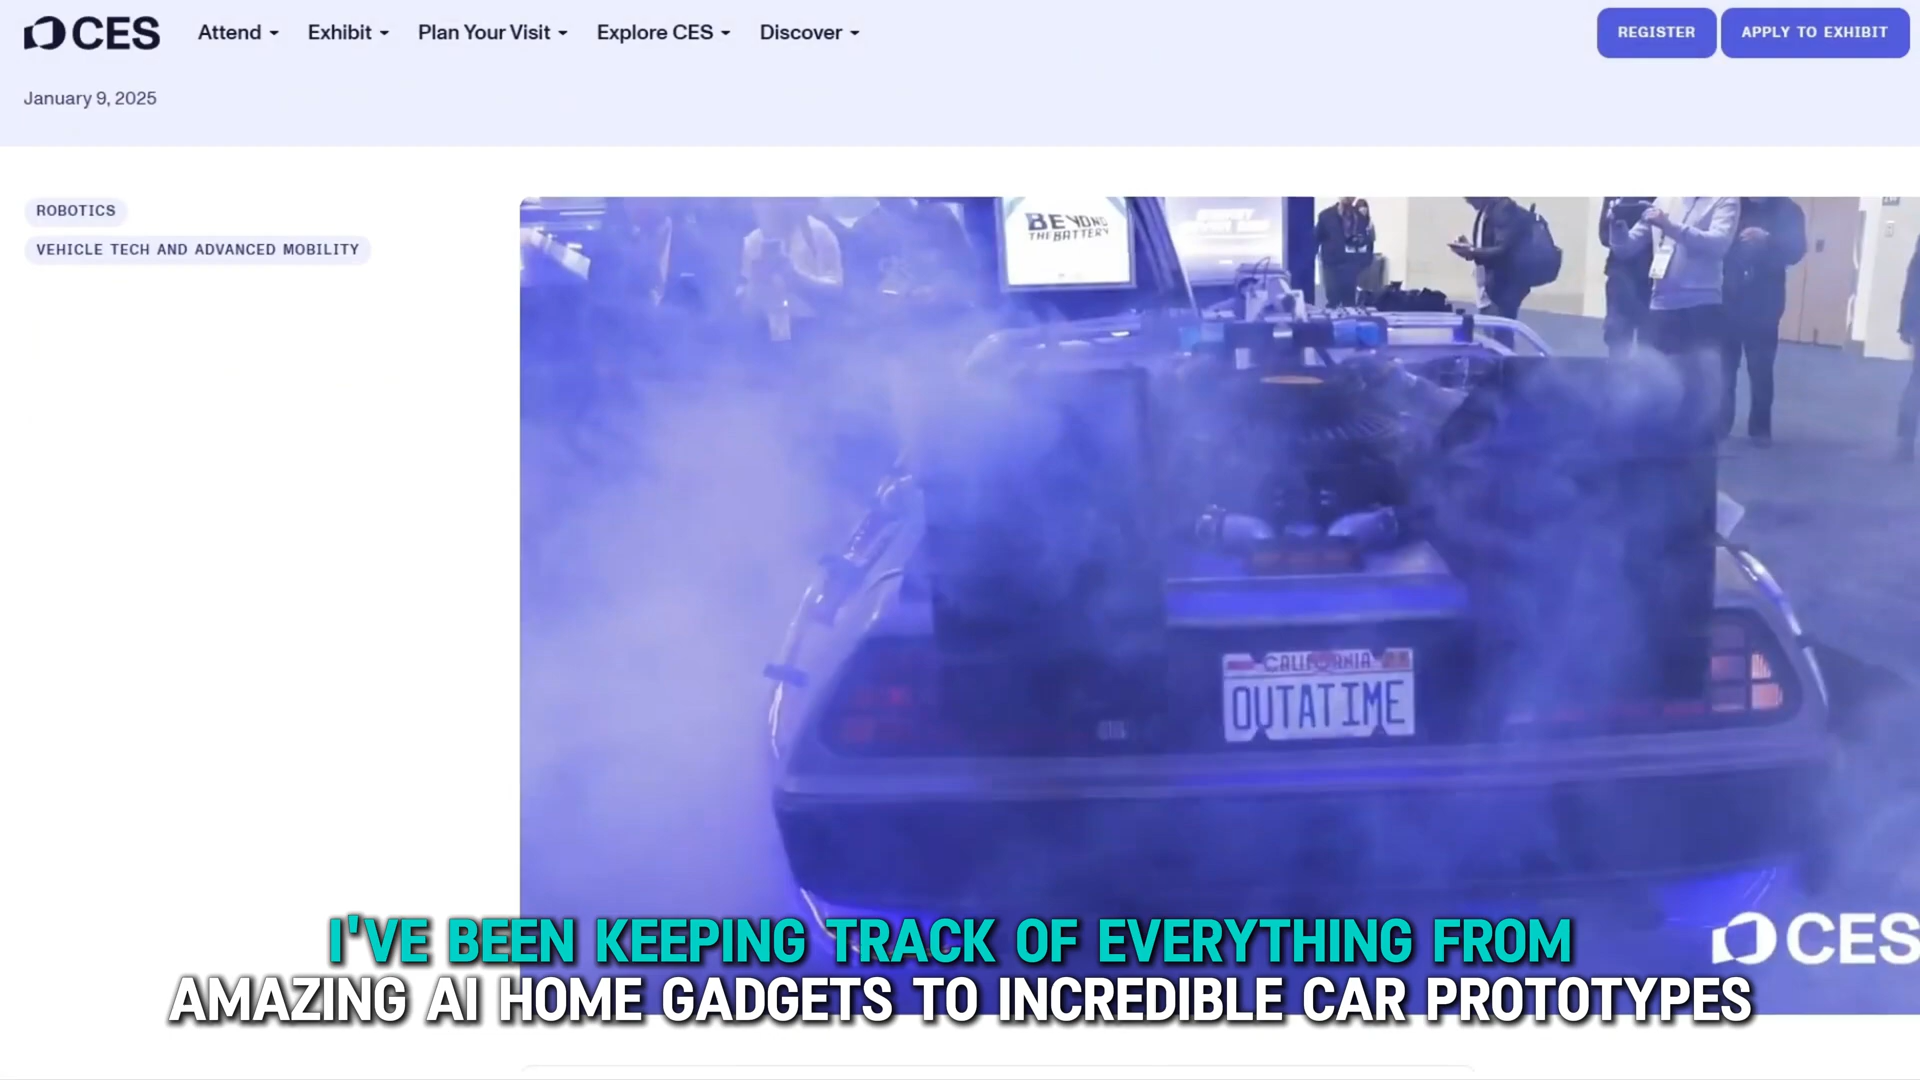 CES
Attend
Exhibit
Plan Your Visit
Explore CES
Discover
REGISTER
APPLY TO EXHIBIT
January 9, 2025
ROBOTICS
VEHICLE TECH AND ADVANCED MOBILITY
BEYOND
THE BATTERY
CALIFORNIA
OUTATIME
I'VE BEEN KEEPING TRACK OF EVERYTHING FROM
CES
AMAZING AI HOME GADGETS TO INCREDIBLE CAR PROTOTYPES